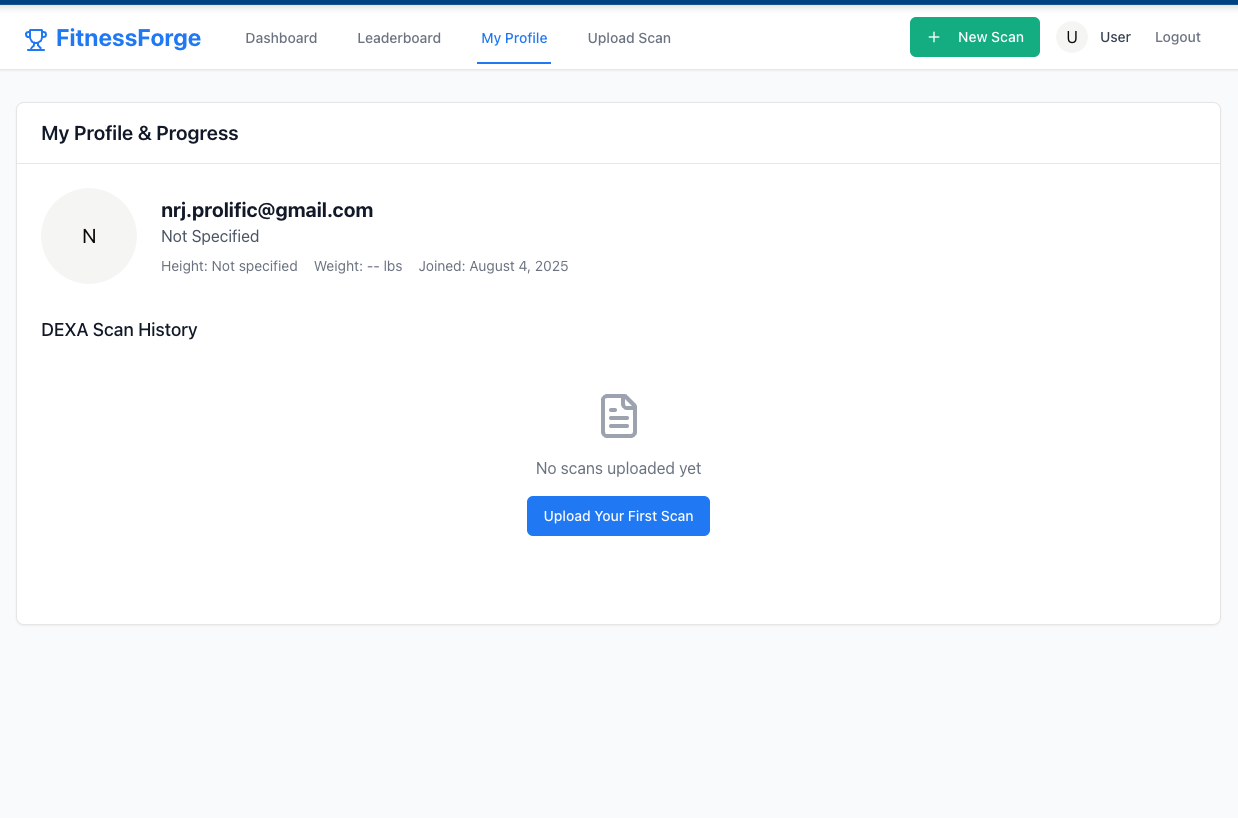 FitnessForge Dashboard Leaderboard My Profile Upload Scan + New Scan U User Logout
My Profile & Progress
N
nrj.prolific@gmail.com
Not Specified
Height: Not specified Weight: -- lbs Joined: August 4, 2025
DEXA Scan History
No scans uploaded yet
Upload Your First Scan